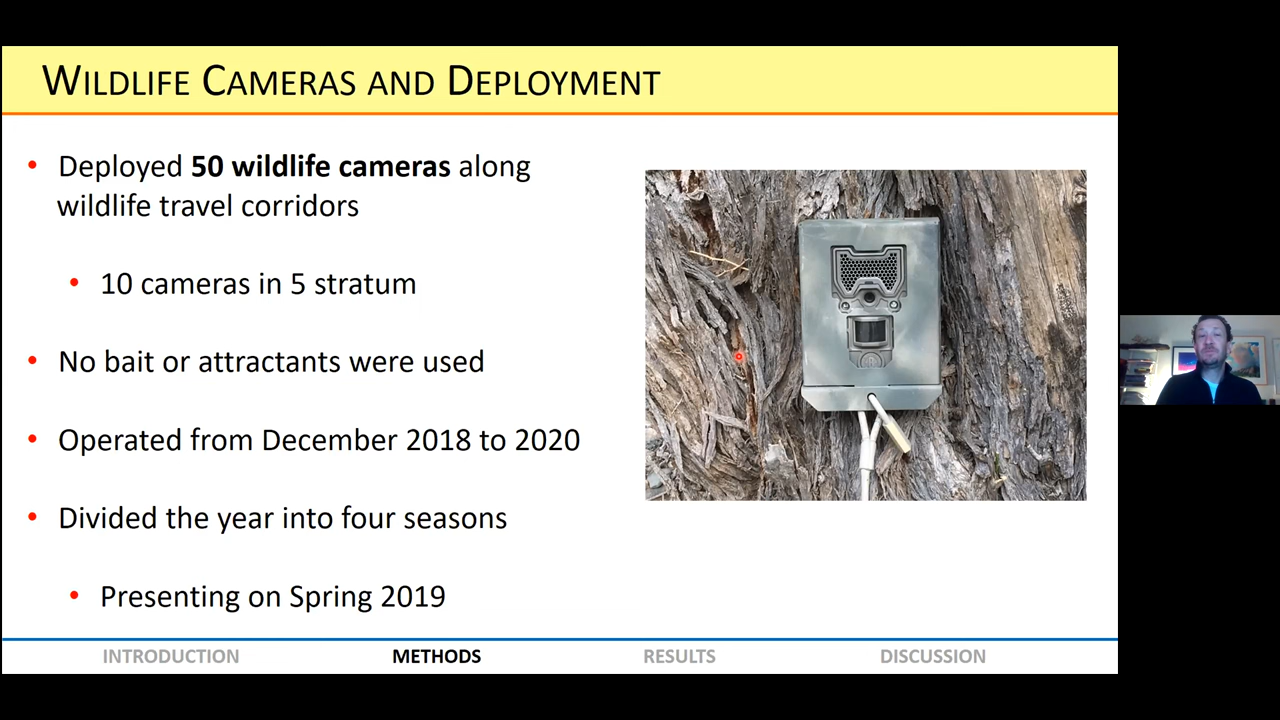 WILDLIFE CAMERAS AND DEPLOYMENT
• Deployed 50 wildlife cameras along
wildlife travel corridors
• 10 cameras in 5 stratum
• No bait or attractants were used
• Operated from December 2018 to 2020
• Divided the year into four seasons
• Presenting on Spring 2019
INTRODUCTION METHODS RESULTS DISCUSSION